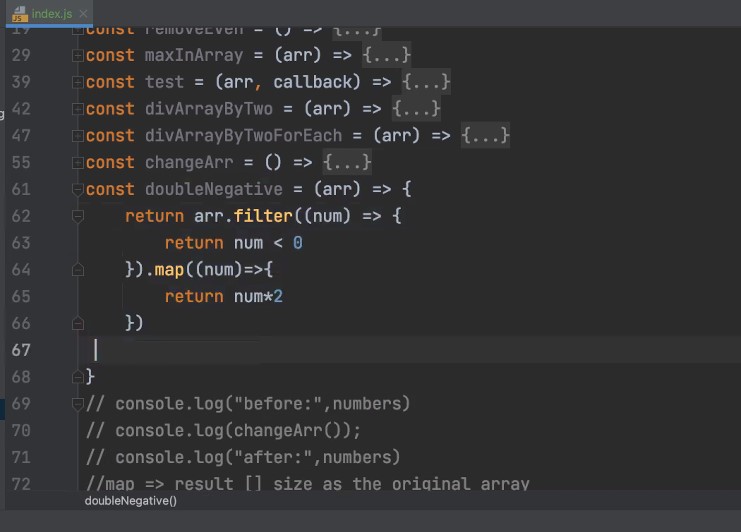 index.js
JS
19 const removeEven = () => {...}
29 const maxInArray = (arr) => {...}
39 const test = (arr, callback) => {...}
42 const divArrayByTwo = (arr) => {...}
47 const divArrayByTwoForEach = (arr) => {...}
55 const changeArr = () => {...}
61 const doubleNegative = (arr) => {
62 return arr.filter((num) => {
63 return num < 0
64 }).map((num)=>{
65 return num*2
66 })
67
68 }
69 // console.log("before:",numbers)
70 // console.log(changeArr());
71 // console.log("after:",numbers)
72 //map => result [] size as the original array
doubleNegative()